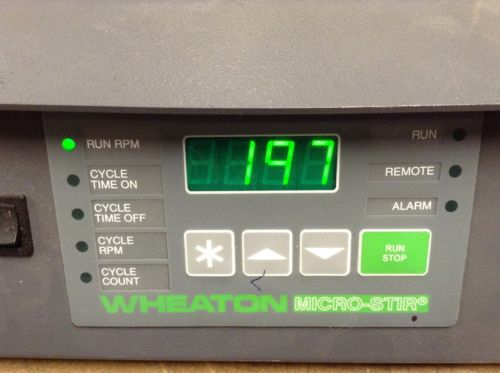 197
RUN RPM
CYCLE
TIME ON
CYCLE
TIME OFF
CYCLE
RPM
CYCLE
COUNT
RUN
REMOTE
ALARM
RUN
STOP
WHEATON MICRO-STIR®